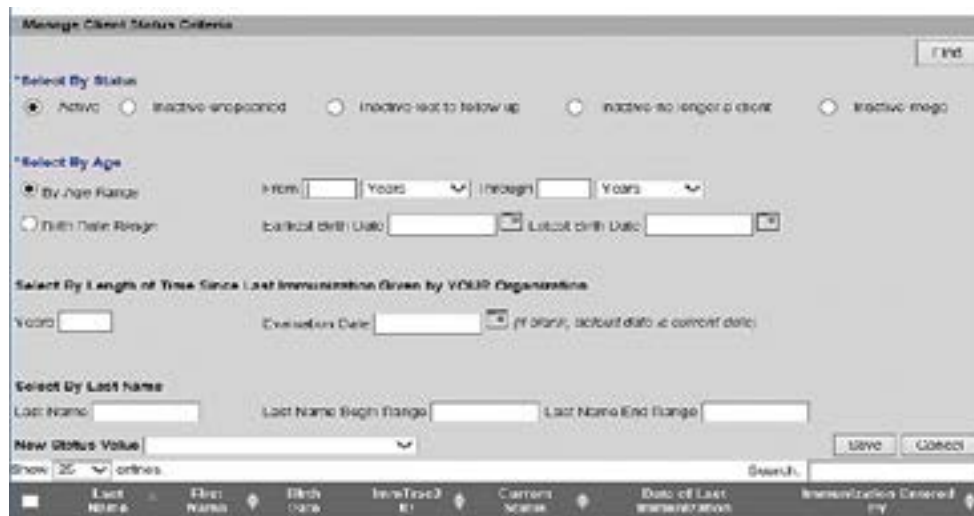 Manage Client Status Criteria
Find
*Select By Status
Active Inactive-unspecified Inactive-lost to follow up Inactive-no longer a client Inactive-mogo
*Select By Age
By Age Range From Years Through Years
Birth Date Range Earliest Birth Date Latest Birth Date
Select By Length of Time Since Last Immunization Given by YOUR Organization
Years Evaluation Date (if blank, default date is current date)
Select By Last Name
Last Name Last Name Begin Range Last Name End Range
New Status Value Save Cancel
Show 25 entries Search:
Last Name First Name Birth Date ImmTrac2 ID Current Status Date of Last Immunization Immunization Entered By